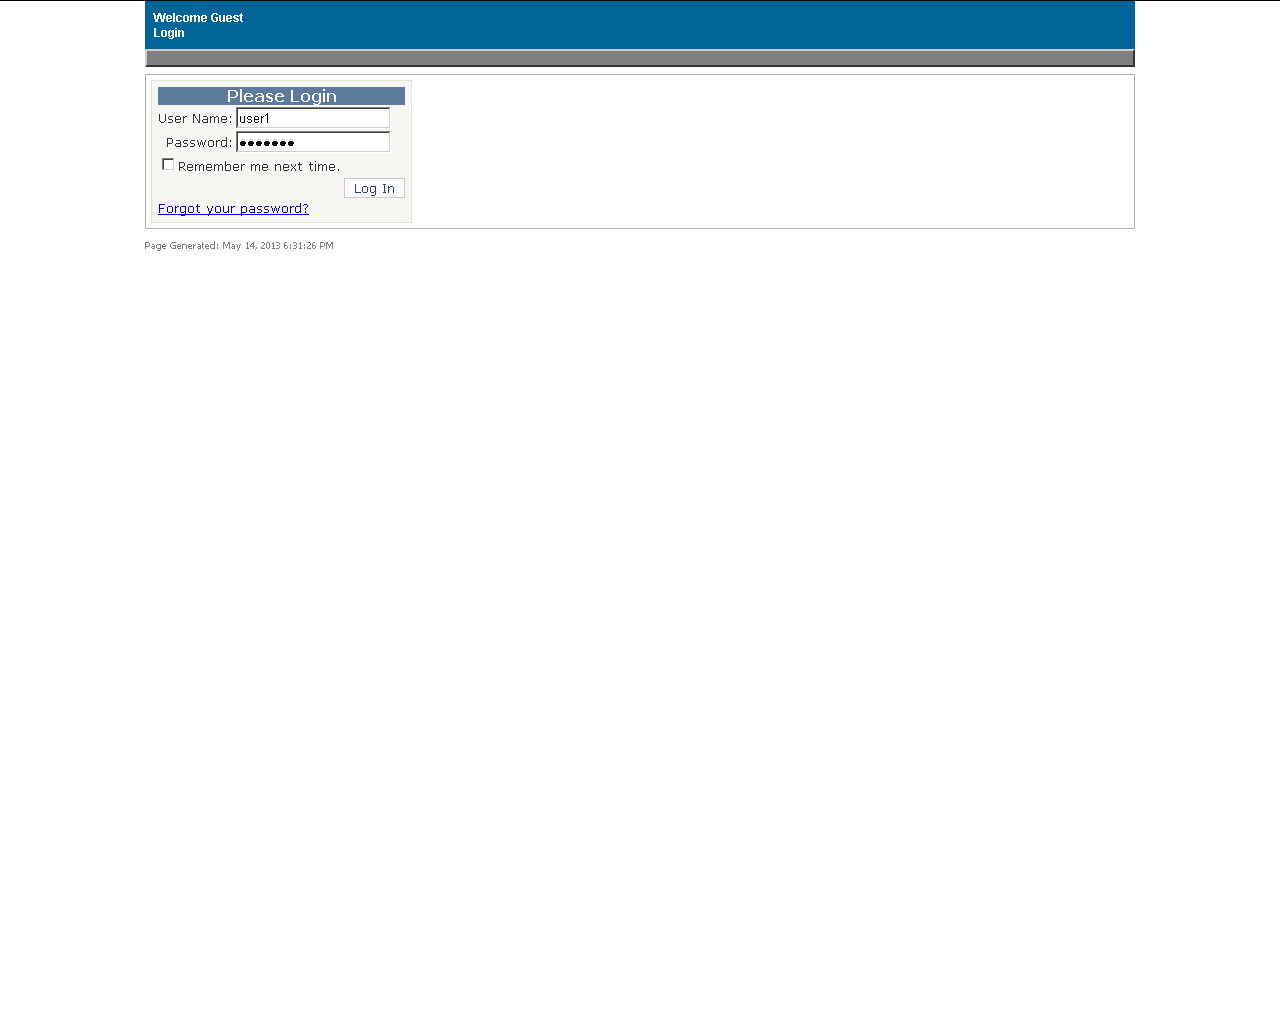 Welcome Guest
Login
Please Login
User Name: user1
Password: •••••••
Remember me next time.
Log In
Forgot your password?
Page Generated: May 14, 2013 6:31:26 PM